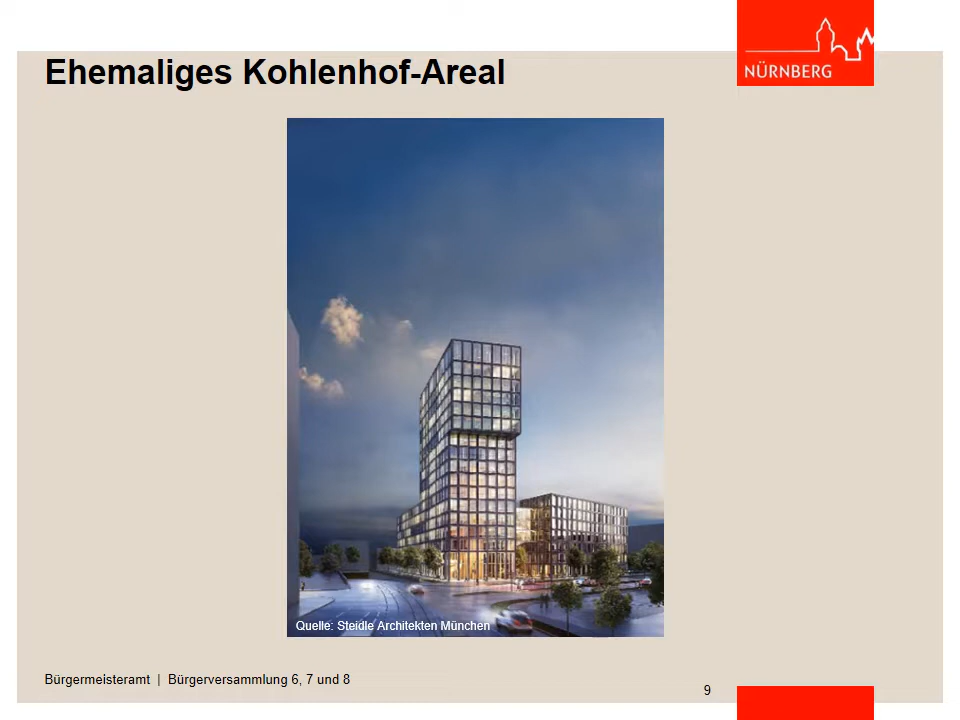 Ehemaliges Kohlenhof-Areal
NÜRNBERG
Quelle: Steidle Architekten München
Bürgermeisteramt | Bürgerversammlung 6, 7 und 8
9